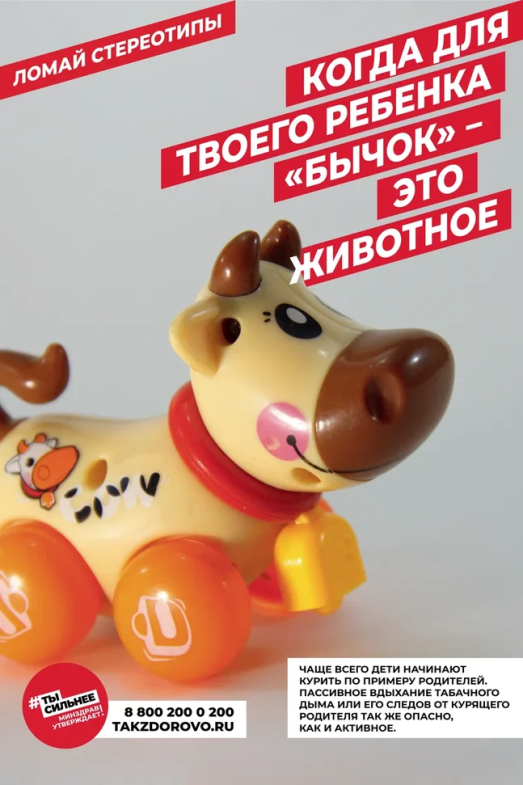 ЛОМАЙ СТЕРЕОТИПЫ
КОГДА ДЛЯ
ТВОЕГО РЕБЕНКА
«БЫЧОК» –
ЭТО
ЖИВОТНОЕ
COW
U
U
#ТЫ
СИЛЬНЕЕ
МИНЗДРАВ
УТВЕРЖДАЕТ!
8 800 200 0 200
TAKZDOROVO.RU
ЧАЩЕ ВСЕГО ДЕТИ НАЧИНАЮТ
КУРИТЬ ПО ПРИМЕРУ РОДИТЕЛЕЙ.
ПАССИВНОЕ ВДЫХАНИЕ ТАБАЧНОГО
ДЫМА ИЛИ ЕГО СЛЕДОВ ОТ КУРЯЩЕГО
РОДИТЕЛЯ ТАК ЖЕ ОПАСНО,
КАК И АКТИВНОЕ.